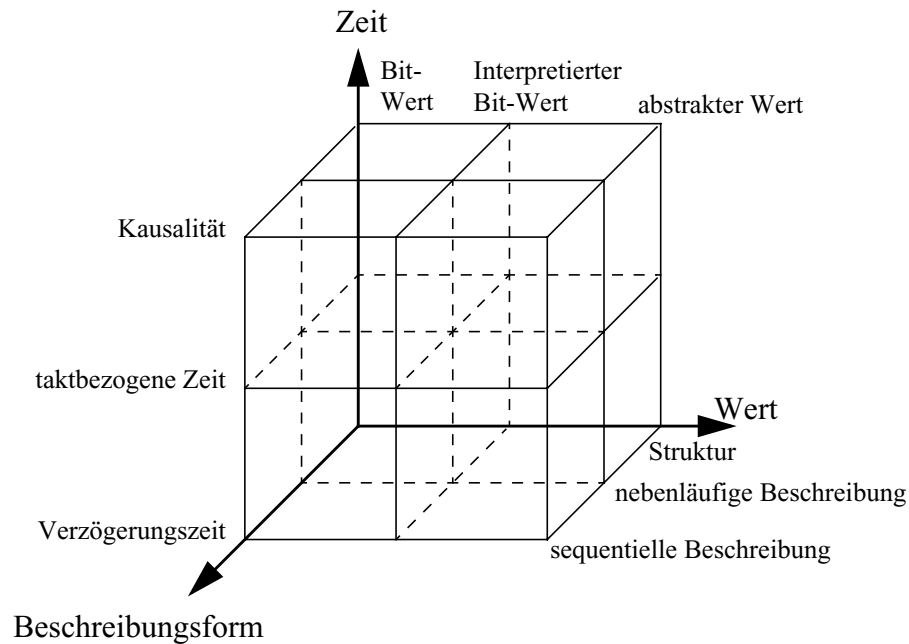 Zeit
Bit-
Wert
Interpretierter
Bit-Wert
abstrakter Wert
Kausalität
taktbezogene Zeit
Wert
Struktur
nebenläufige Beschreibung
Verzögerungszeit
sequentielle Beschreibung
Beschreibungsform